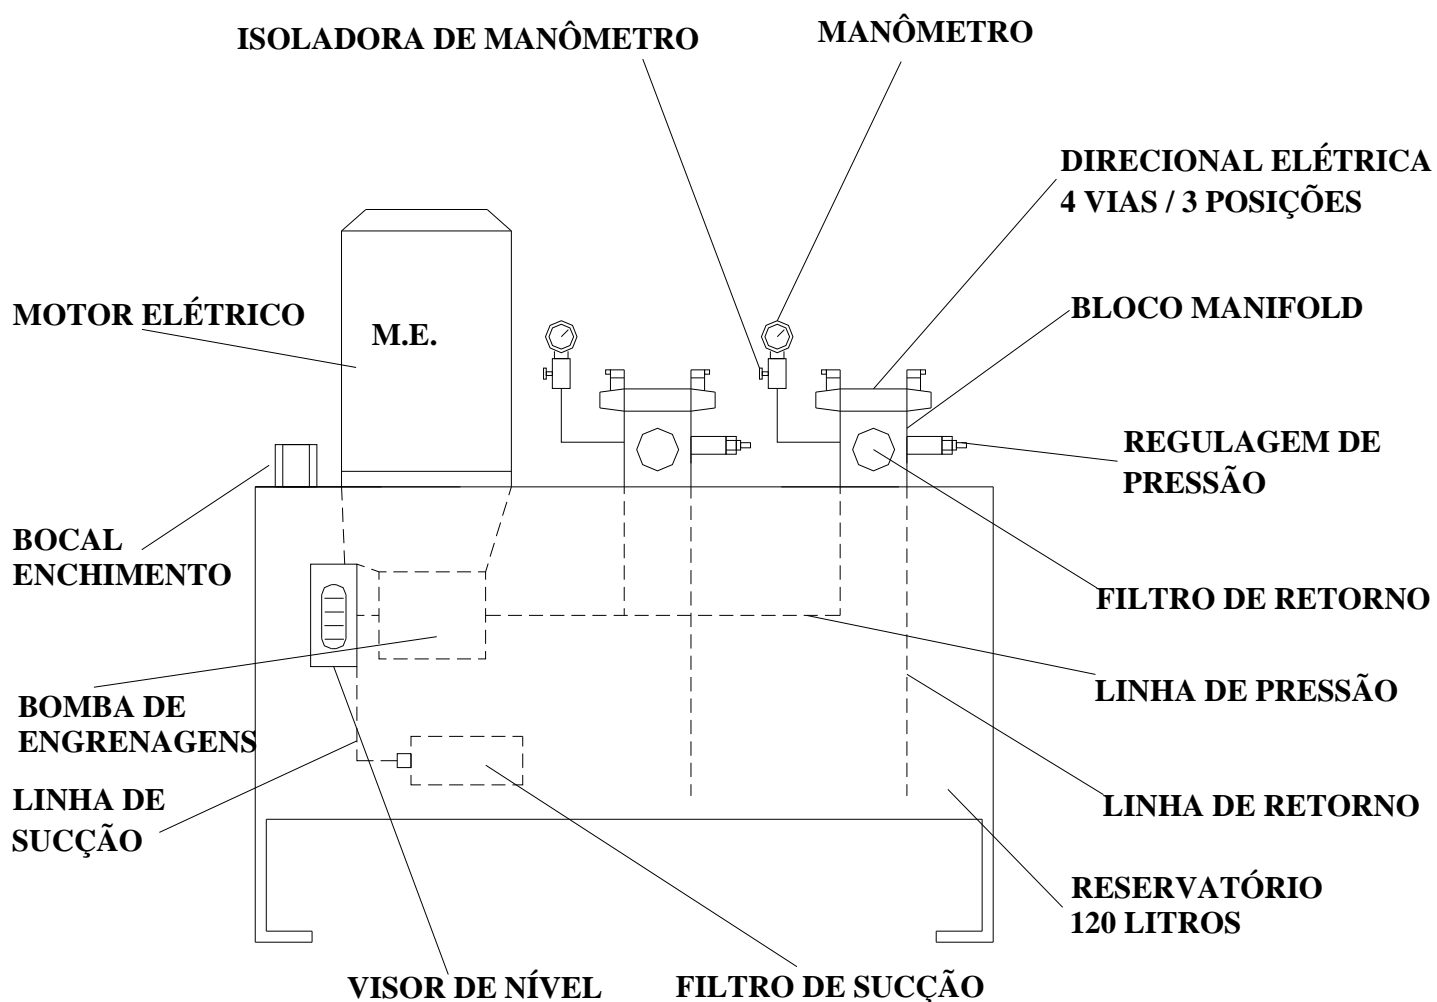 ISOLADORA DE MANÔMETRO
MANÔMETRO
DIRECIONAL ELÉTRICA
4 VIAS / 3 POSIÇÕES
MOTOR ELÉTRICO
M.E.
BLOCO MANIFOLD
REGULAGEM DE
PRESSÃO
BOCAL
ENCHIMENTO
FILTRO DE RETORNO
BOMBA DE
ENGRENAGENS
LINHA DE PRESSÃO
LINHA DE
SUCÇÃO
LINHA DE RETORNO
RESERVATÓRIO
120 LITROS
VISOR DE NÍVEL
FILTRO DE SUCÇÃO